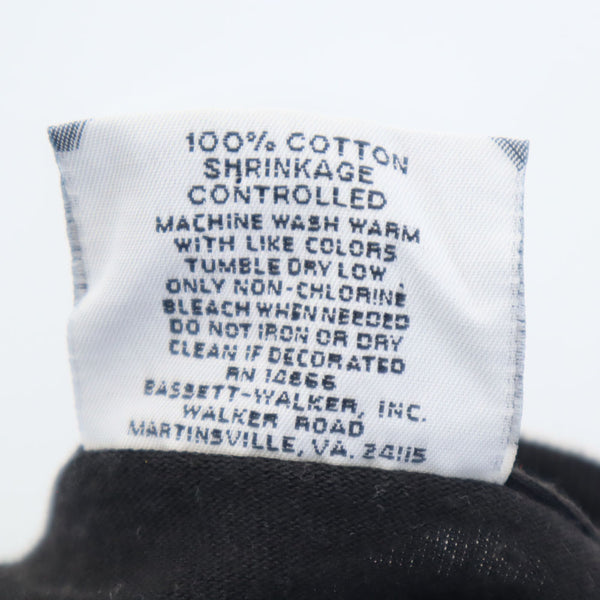 100% COTTON
SHRINKAGE
CONTROLLED
MACHINE WASH WARM
WITH LIKE COLORS
TUMBLE DRY LOW
ONLY NON-CHLORINE
BLEACH WHEN NEEDED
DO NOT IRON OR DRY
CLEAN IF DECORATED
RN 14866
BASSETT-WALKER, INC.
WALKER ROAD
MARTINSVILLE, VA. 24115